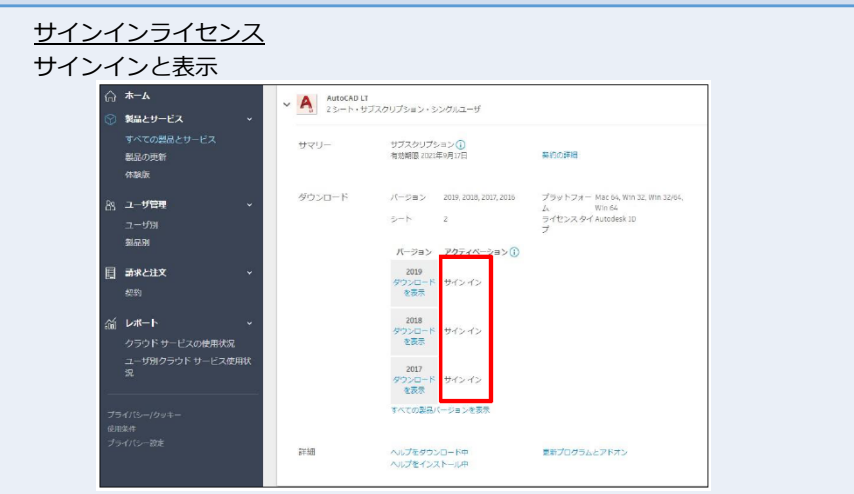 サインインライセンス
サインインと表示
ホーム
製品とサービス
すべての製品とサービス
製品の更新
体験版
ユーザ管理
ユーザ別
製品別
請求と注文
契約
レポート
クラウド サービスの使用状況
ユーザ別クラウド サービス使用状
況
プライバシー/クッキー
使用条件
プライバシー設定
AutoCAD LT
2 シート・サブスクリプション・シングルユーザ
サマリー
サブスクリプション
有効期限 2021年9月17日
契約の詳細
ダウンロード
バージョン 2019, 2018, 2017, 2016
シート 2
プラットフォー Mac 64, Win 32, Win 32/64,
ム Win 64
ライセンス タイ Autodesk ID
プ
バージョン アクティベーション
2019
ダウンロード サイン イン
を表示
2018
ダウンロード サイン イン
を表示
2017
ダウンロード サイン イン
を表示
すべての製品バージョンを表示
詳細
ヘルプをダウンロード中
ヘルプをインストール中
更新プログラムとアドオン